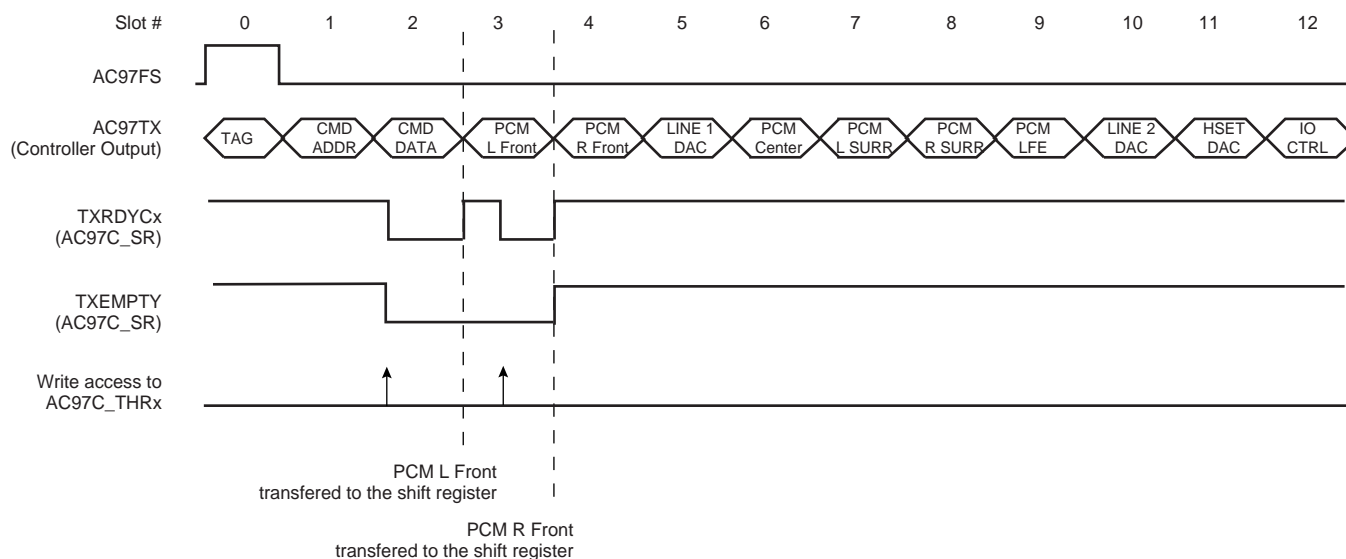 Slot # 0 1 2 3 4 5 6 7 8 9 10 11 12
AC97FS
AC97TX
(Controller Output)
TAG
CMD
ADDR
CMD
DATA
PCM
L Front
PCM
R Front
LINE 1
DAC
PCM
Center
PCM
L SURR
PCM
R SURR
PCM
LFE
LINE 2
DAC
HSET
DAC
IO
CTRL
TXRDYCx
(AC97C_SR)
TXEMPTY
(AC97C_SR)
Write access to
AC97C_THRx
PCM L Front
transfered to the shift register
PCM R Front
transfered to the shift register